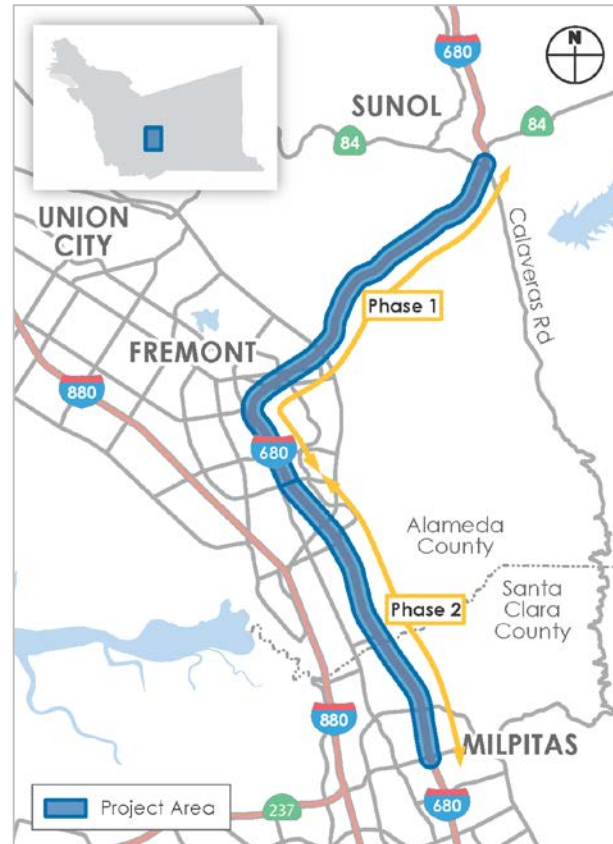 680
N
SUNOL
84
84
UNION
CITY
Calaveras Rd
Phase 1
FREMONT
880
680
Alameda
County
Phase 2
Santa
Clara
County
880
MILPITAS
Project Area
237
680